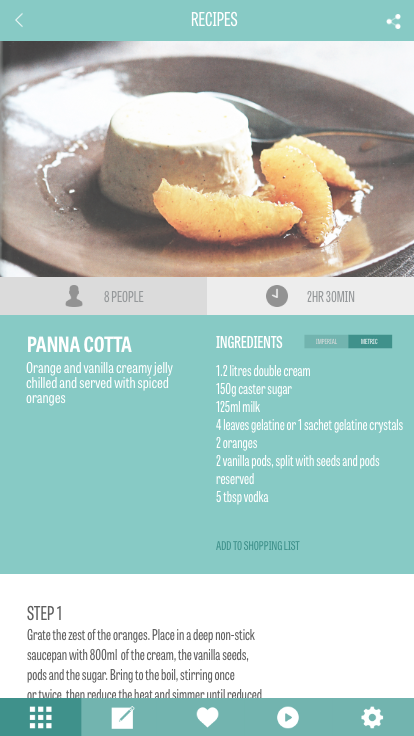 RECIPES
8 PEOPLE
2HR 30MIN
PANNA COTTA
Orange and vanilla creamy jelly
chilled and served with spiced
oranges
INGREDIENTS
IMPERIAL
METRIC
1.2 litres double cream
150g caster sugar
125ml milk
4 leaves gelatine or 1 sachet gelatine crystals
2 oranges
2 vanilla pods, split with seeds and pods
reserved
5 tbsp vodka
ADD TO SHOPPING LIST
STEP 1
Grate the zest of the oranges. Place in a deep non-stick
saucepan with 800ml of the cream, the vanilla seeds,
pods and the sugar. Bring to the boil, stirring once
or twice, then reduce the heat and simmer until reduced